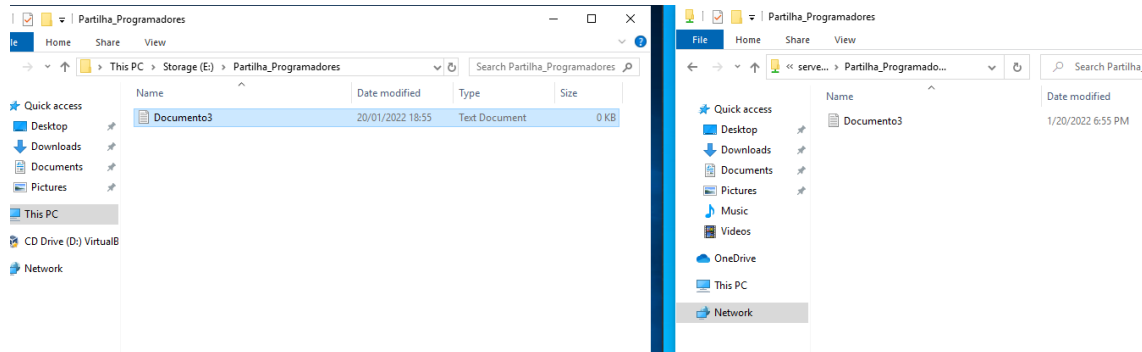 Partilha_Programadores
le Home Share View
This PC > Storage (E:) > Partilha_Programadores
Search Partilha_Programadores
Name Date modified Type Size
Quick access
Documento3 20/01/2022 18:55 Text Document 0 KB
Desktop
Downloads
Documents
Pictures
This PC
CD Drive (D:) VirtualB
Network
Partilha_Programadores
File Home Share View
« serve... > Partilha_Programado...
Search Partilha_
Name Date modified
Quick access
Documento3 1/20/2022 6:55 PM
Desktop
Downloads
Documents
Pictures
Music
Videos
OneDrive
This PC
Network